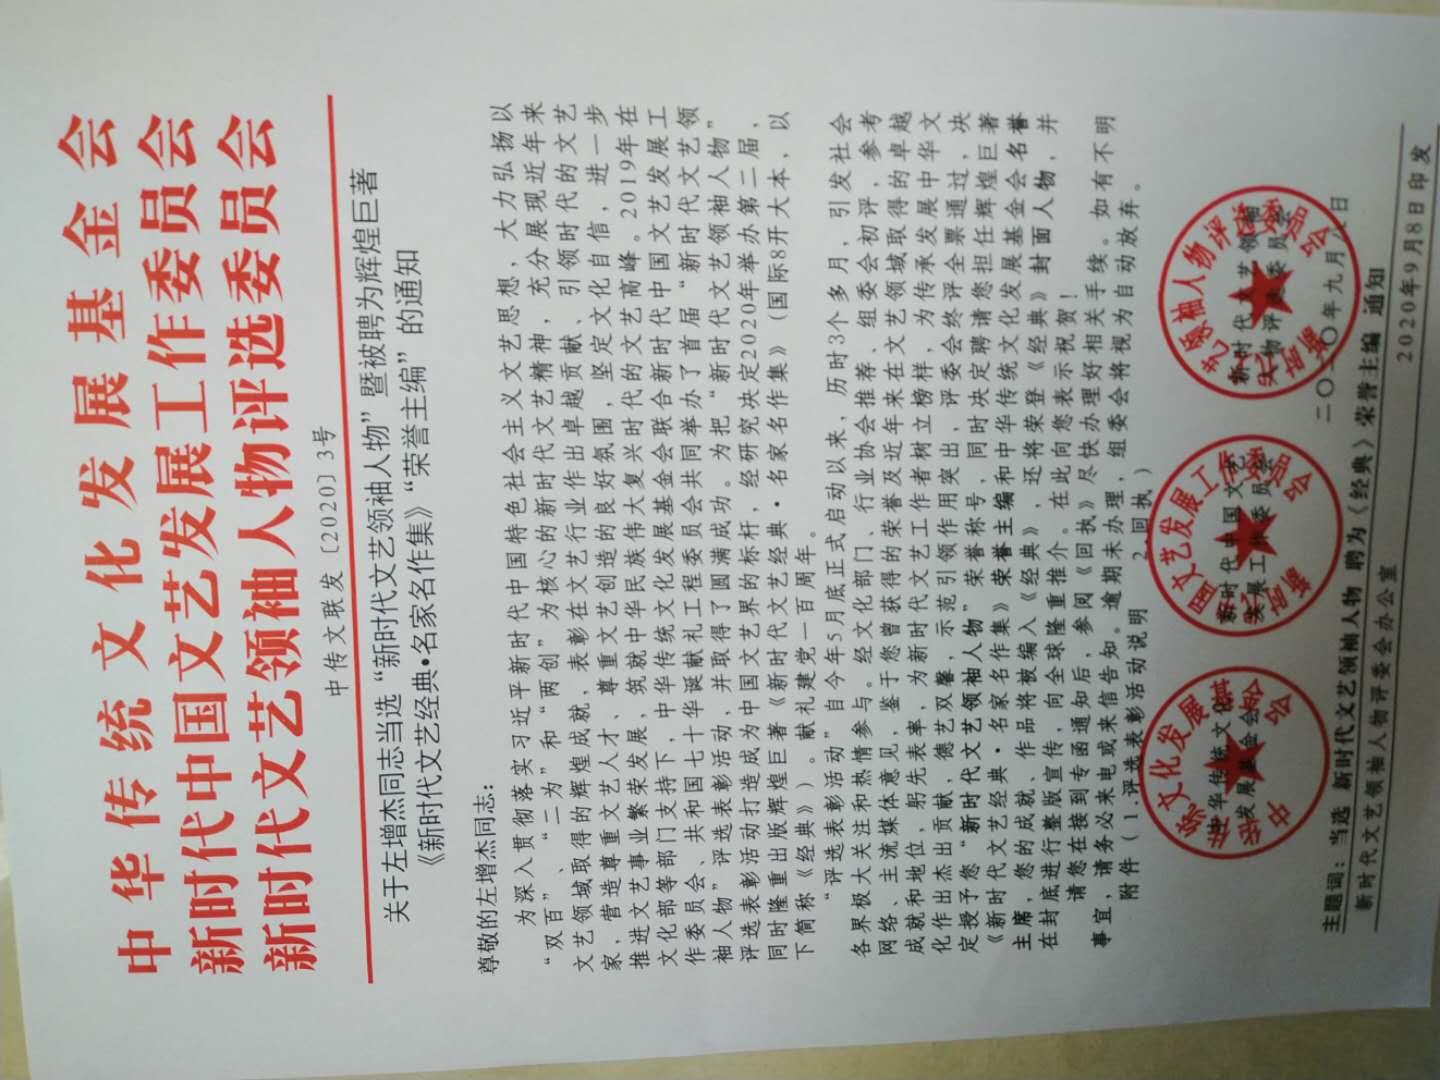 中华传统文化发展基金会
新时代中国文艺发展工作委员会
新时代文艺领袖人物评选委员会
中传文联发〔2020〕3号
关于左增杰同志当选“新时代文艺领袖人物”暨被聘为辉煌巨著
《新时代文艺经典·名家名作集》“荣誉主编”的通知
尊敬的左增杰同志：
为深入贯彻落实习近平新时代中国特色社会主义文艺思想，大力弘扬以
“双百”、“二为”和“两创”为核心的新时代文艺精神，充分展现近年来
文艺领域取得的辉煌成就，表彰在文艺行业作出卓越贡献、引领时代的文艺
家，营造尊重文艺人才、尊重文艺创造的良好氛围，坚定文化自信，进一步
推进文艺事业繁荣发展，筑就中华民族伟大复兴时代的文艺高峰。2019年在
文化部等部门支持下，中华传统文化发展基金会联合新时代中国文艺发展工
作委员会、共和国七十华诞献礼工程委员会共同举办了首届“新时代文艺领
袖人物”评选表彰活动，并取得了圆满成功。为把“新时代文艺领袖人物”
评选表彰活动打造成为中国文艺界的标杆，经研究决定2020年举办第二届，
同时隆重出版辉煌巨著《新时代文艺经典·名家名作集》（国际8开大本，以
下简称《经典》）。献礼建党一百周年。
“评选表彰活动”自今年5月底正式启动以来，历时3个多月，引发社会
各界极大关注和热情参与。经文化部门、行业协会推荐、组委会初评，参考
网络、主流媒体意见，鉴于您曾获得的荣誉及近年来在文艺领域取得的卓越
成就和地位，躬先表率，为新时代文艺工作者树立榜样，为传承发展中华文
化作出杰出贡献，德艺双馨，示范引领作用突出，评委会终评全票通过，决
定授予您“新时代文艺领袖人物”荣誉称号，同时决定聘请您担任辉煌巨著
《新时代文艺经典·名家名作集》荣誉主编和中华传统文化发展基金会名誉
主席，您的成就、作品将被编入《经典》，还将荣登《经典》封面人物，并
在封底进行整版宣传，向全球隆重推介。在此向您表示祝贺！
请您在接到专函通知后，参阅《回执》尽快办理好相关手续。如有不明
事宜，请务必来电或来信告知。逾期未办理，组委会将视为自动放弃。
附件（1.评选表彰活动说明 2.回执）
中华传统文化 新时代中国文艺 新时代文艺领袖
发展基金会 发展工作委员会 人物评选委员会
二〇二〇年九月八日
主题词：当选 新时代文艺领袖人物 聘为《经典》荣誉主编 通知
新时代文艺领袖人物评委会办公室 2020年9月8日印发